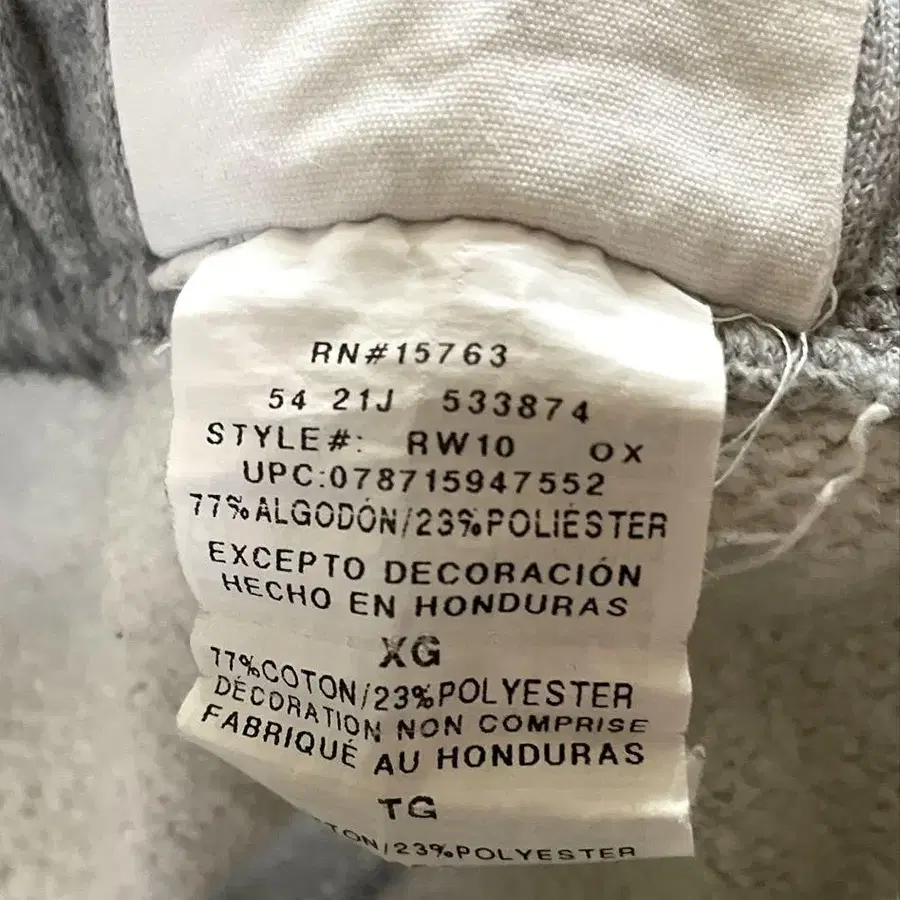 RN#15763
54 21J 533874
STYLE#: RW10 OX
UPC:078715947552
77%ALGODÓN/23%POLIÉSTER
EXCEPTO DECORACIÓN
HECHO EN HONDURAS
XG
77%COTON/23%POLYESTER
DÉCORATION NON COMPRISE
FABRIQUÉ AU HONDURAS
TG
/23%POLYESTER